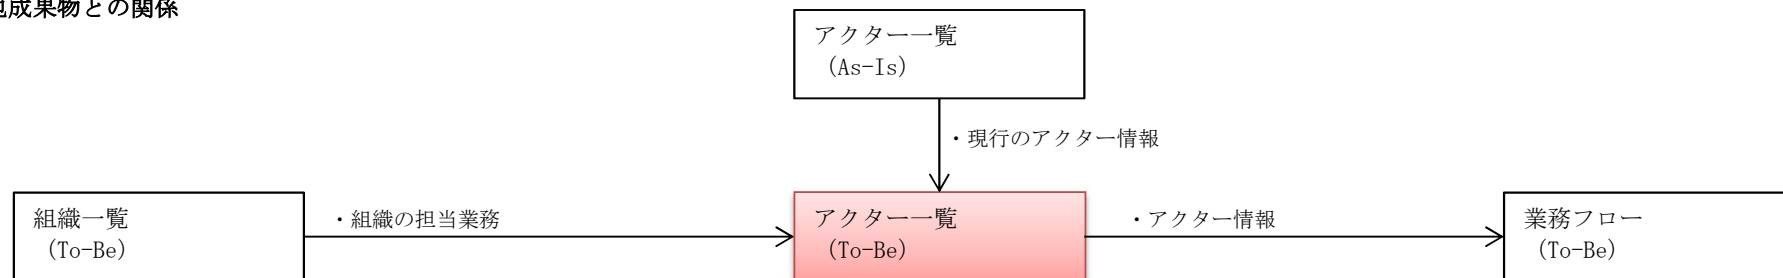 他成果物との関係
アクター一覧
（As-Is）
・現行のアクター情報
組織一覧
（To-Be）
・組織の担当業務
アクター一覧
（To-Be）
・アクター情報
業務フロー
（To-Be）